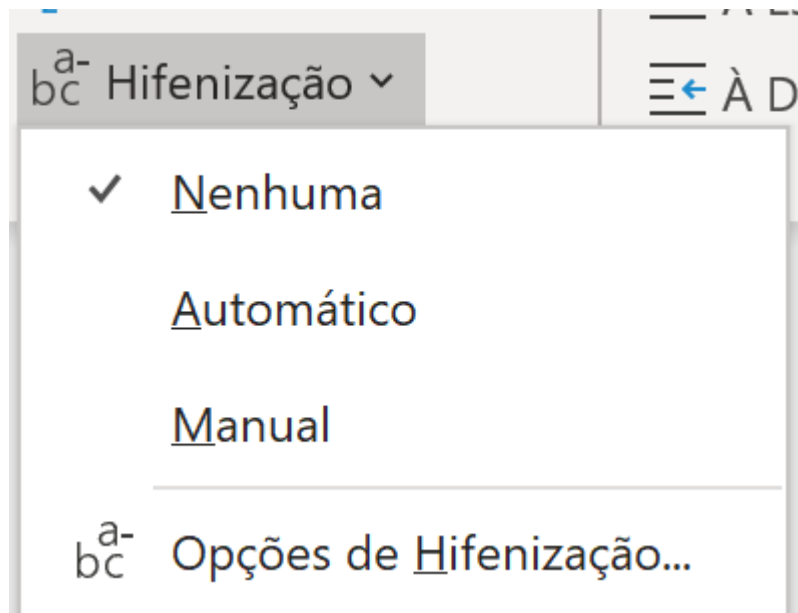 Hifenização
À D
Nenhuma
Automático
Manual
Opções de Hifenização...